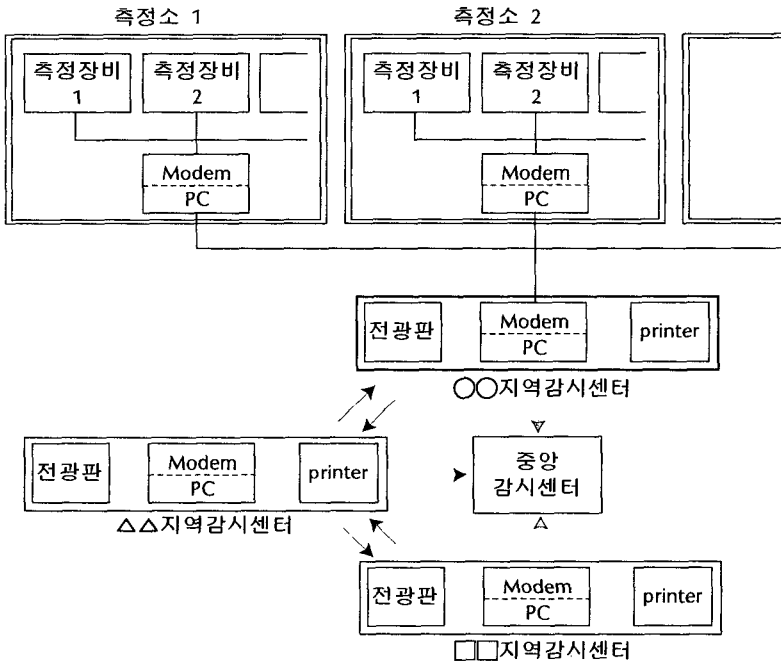 측정소 1
측정소 2
측정장비
1
측정장비
2
측정장비
1
측정장비
2
Modem
PC
Modem
PC
전광판
Modem
PC
printer
○○지역감시센터
전광판
Modem
PC
printer
△△지역감시센터
중앙
감시센터
전광판
Modem
PC
printer
□□지역감시센터